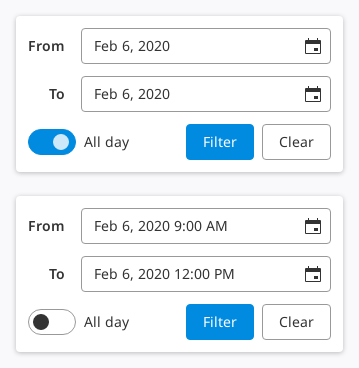 From Feb 6, 2020
To Feb 6, 2020
All day Filter Clear
From Feb 6, 2020 9:00 AM
To Feb 6, 2020 12:00 PM
All day Filter Clear